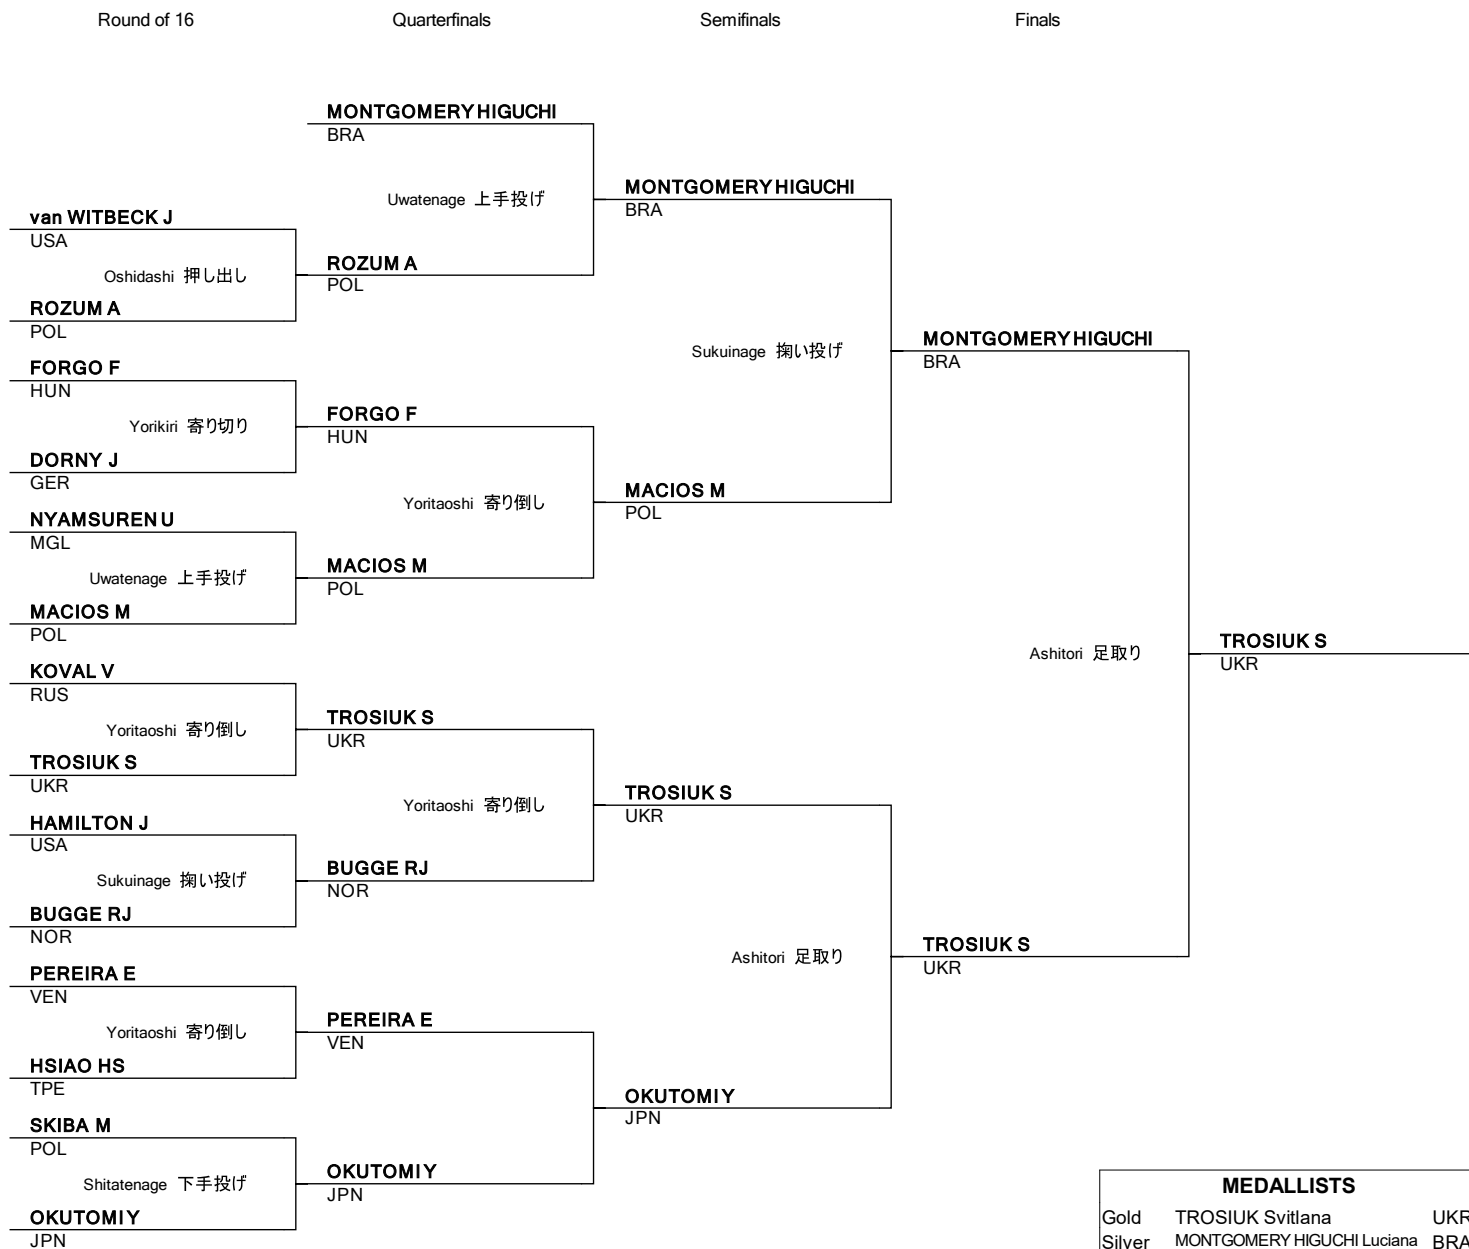 Round of 16 Quarterfinals Semifinals Finals
MONTGOMERY HIGUCHI
BRA
Uwatenage 上手投げ
MONTGOMERY HIGUCHI
BRA
van WITBECK J
USA
Oshidashi 押し出し
ROZUM A
POL
ROZUM A
POL
Sukuinage 掬い投げ
MONTGOMERY HIGUCHI
BRA
FORGO F
HUN
Yorikiri 寄り切り
FORGO F
HUN
DORNY J
GER
Yoritaoshi 寄り倒し
MACIOS M
POL
NYAMSUREN U
MGL
Uwatenage 上手投げ
MACIOS M
POL
MACIOS M
POL
Ashitori 足取り
TROSIUK S
UKR
KOVAL V
RUS
Yoritaoshi 寄り倒し
TROSIUK S
UKR
TROSIUK S
UKR
Yoritaoshi 寄り倒し
TROSIUK S
UKR
HAMILTON J
USA
Sukuinage 掬い投げ
BUGGE RJ
NOR
BUGGE RJ
NOR
Ashitori 足取り
TROSIUK S
UKR
PEREIRA E
VEN
Yoritaoshi 寄り倒し
PEREIRA E
VEN
HSIAO HS
TPE
OKUTOMI Y
JPN
SKIBA M
POL
Shitatenage 下手投げ
OKUTOMI Y
JPN
OKUTOMI Y
JPN
MEDALLISTS
Gold TROSIUK Svitlana UKR
Silver MONTGOMERY HIGUCHI Luciana BRA